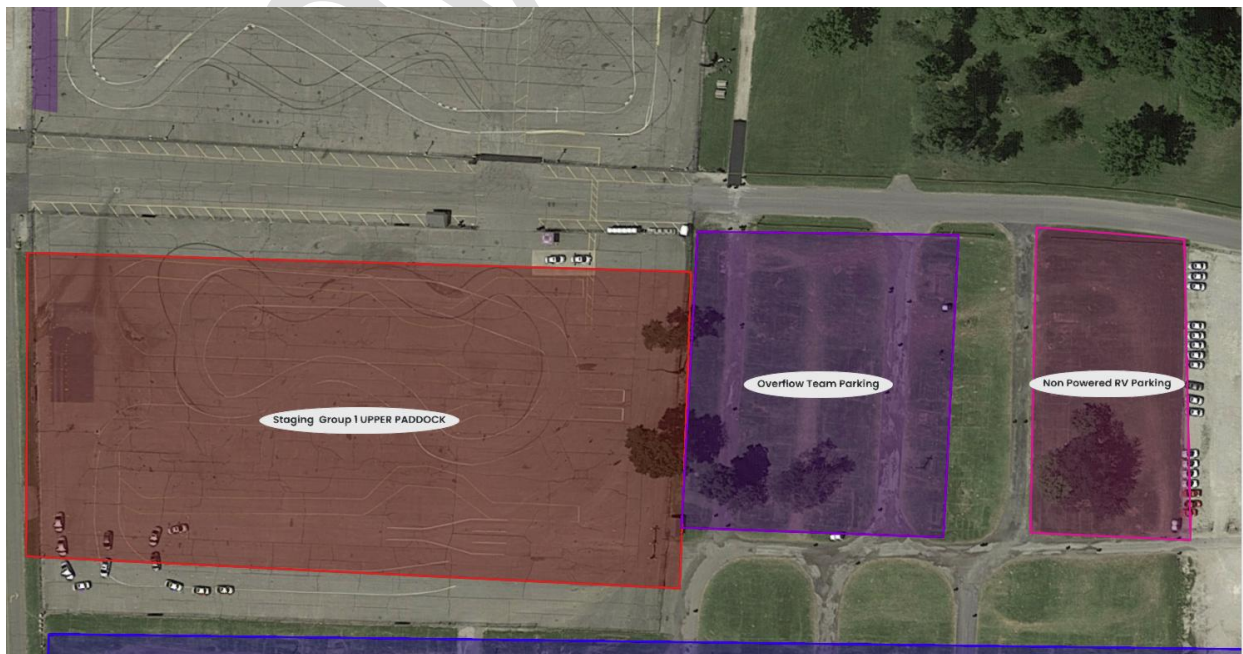 Staging Group 1 UPPER PADDOCK
Overflow Team Parking
Non Powered RV Parking